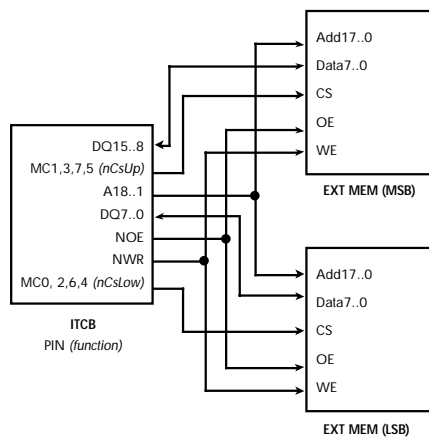 DQ15..8
MC1,3,7,5 (nCsUp)
A18..1
DQ7..0
NOE
NWR
MC0, 2,6,4 (nCsLow)
ITCB
PIN (function)
Add17..0
Data7..0
CS
OE
WE
EXT MEM (MSB)
Add17..0
Data7..0
CS
OE
WE
EXT MEM (LSB)